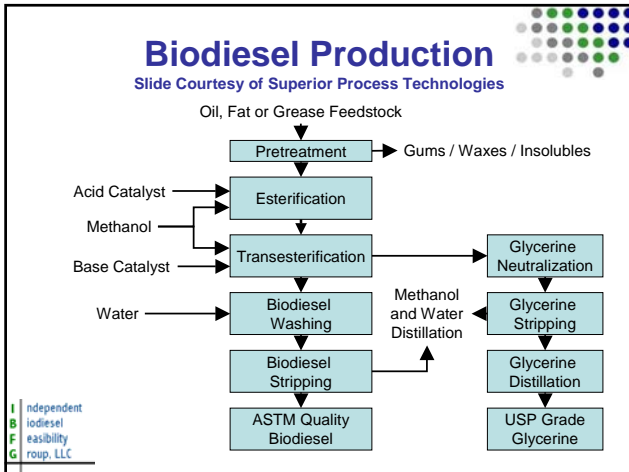 Biodiesel Production
Slide Courtesy of Superior Process Technologies
Oil, Fat or Grease Feedstock
Pretreatment
Gums / Waxes / Insolubles
Acid Catalyst
Esterification
Methanol
Transesterification
Glycerine
Neutralization
Base Catalyst
Water
Biodiesel
Washing
Methanol
and Water
Distillation
Glycerine
Stripping
Biodiesel
Stripping
Glycerine
Distillation
ASTM Quality
Biodiesel
USP Grade
Glycerine
I ndependent
B iodiesel
F easibility
G roup, LLC